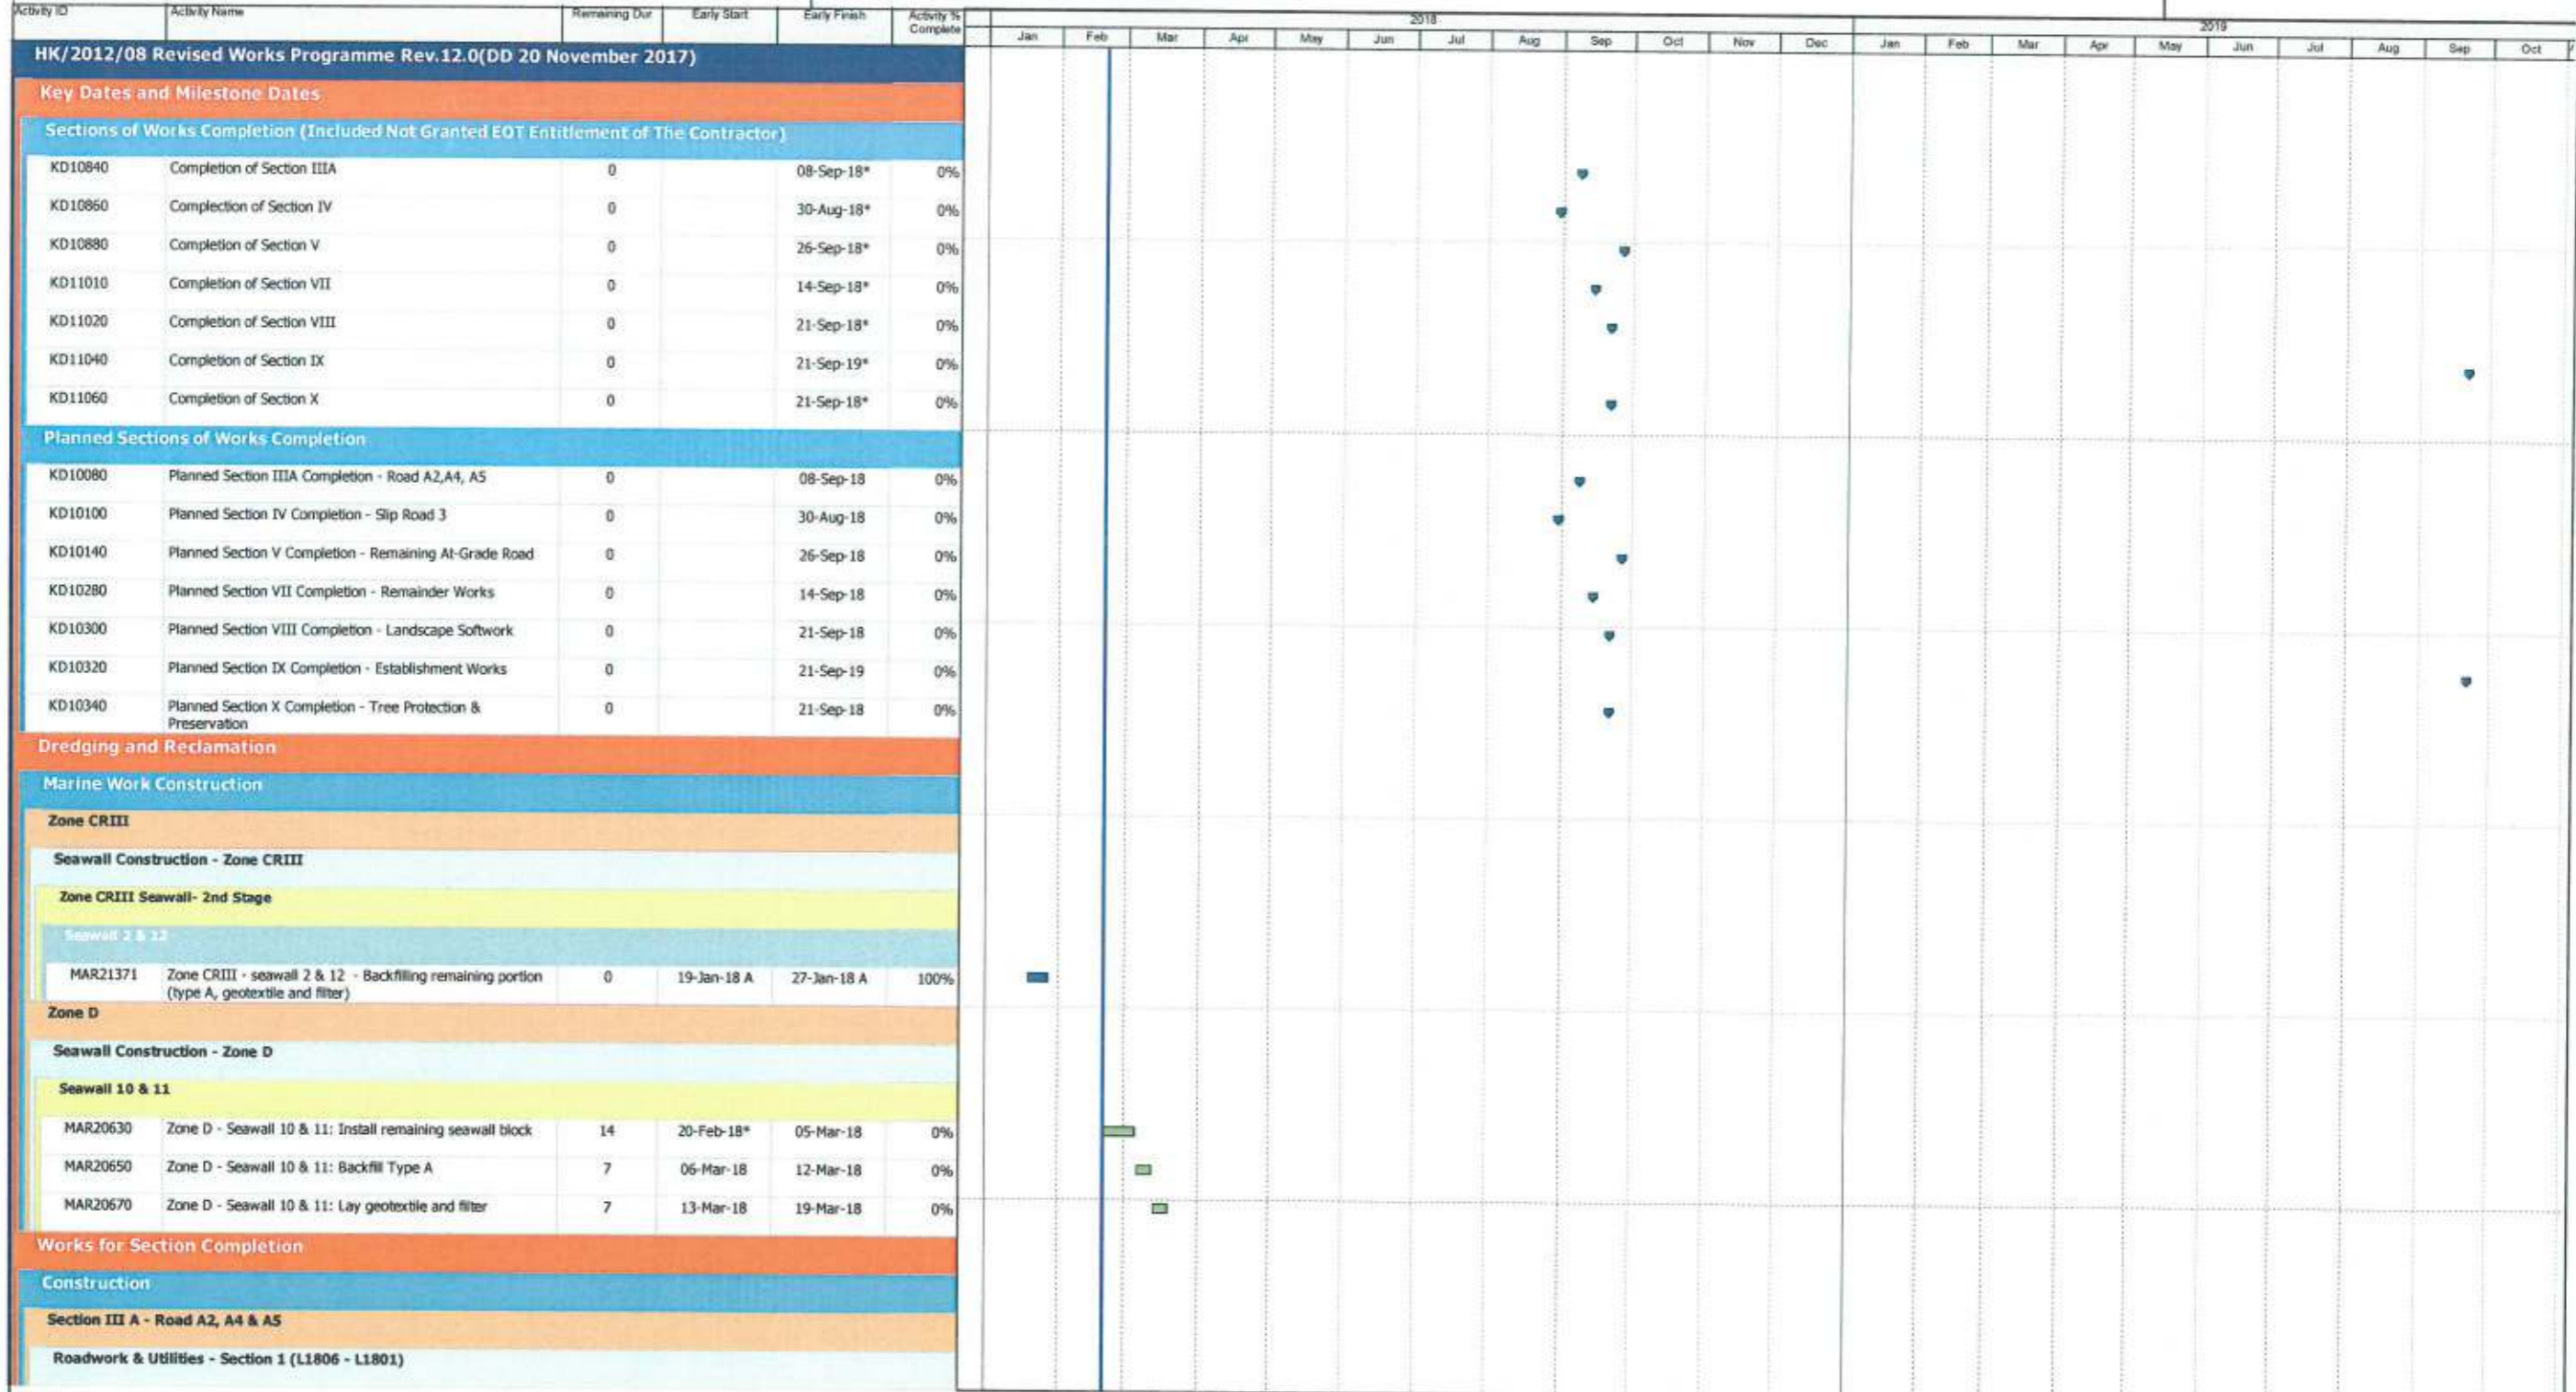 Activity ID Activity Name Remaining Dur Early Start Early Finish Activity % Complete
2018 2019
Jan Feb Mar Apr May Jun Jul Aug Sep Oct Nov Dec Jan Feb Mar Apr May Jun Jul Aug Sep Oct
HK/2012/08 Revised Works Programme Rev.12.0(DD 20 November 2017)
Key Dates and Milestone Dates
Sections of Works Completion (Included Not Granted EOT Entitlement of The Contractor)
KD10840 Completion of Section IIIA 0 08-Sep-18* 0%
KD10860 Complection of Section IV 0 30-Aug-18* 0%
KD10880 Completion of Section V 0 26-Sep-18* 0%
KD11010 Completion of Section VII 0 14-Sep-18* 0%
KD11020 Completion of Section VIII 0 21-Sep-18* 0%
KD11040 Completion of Section IX 0 21-Sep-19* 0%
KD11060 Completion of Section X 0 21-Sep-18* 0%
Planned Sections of Works Completion
KD10080 Planned Section IIIA Completion - Road A2,A4, A5 0 08-Sep-18 0%
KD10100 Planned Section IV Completion - Slip Road 3 0 30-Aug-18 0%
KD10140 Planned Section V Completion - Remaining At-Grade Road 0 26-Sep-18 0%
KD10280 Planned Section VII Completion - Remainder Works 0 14-Sep-18 0%
KD10300 Planned Section VIII Completion - Landscape Softwork 0 21-Sep-18 0%
KD10320 Planned Section IX Completion - Establishment Works 0 21-Sep-19 0%
KD10340 Planned Section X Completion - Tree Protection & 0 21-Sep-18 0%
Preservation
Dredging and Reclamation
Marine Work Construction
Zone CRIII
Seawall Construction - Zone CRIII
Zone CRIII Seawall- 2nd Stage
Seawall 2 & 12
MAR21371 Zone CRIII - seawall 2 & 12 - Backfilling remaining portion 0 19-Jan-18 A 27-Jan-18 A 100%
(type A, geotextile and filter)
Zone D
Seawall Construction - Zone D
Seawall 10 & 11
MAR20630 Zone D - Seawall 10 & 11: Install remaining seawall block 14 20-Feb-18* 05-Mar-18 0%
MAR20650 Zone D - Seawall 10 & 11: Backfill Type A 7 06-Mar-18 12-Mar-18 0%
MAR20670 Zone D - Seawall 10 & 11: Lay geotextile and filter 7 13-Mar-18 19-Mar-18 0%
Works for Section Completion
Construction
Section III A - Road A2, A4 & A5
Roadwork & Utilities - Section 1 (L1806 - L1801)